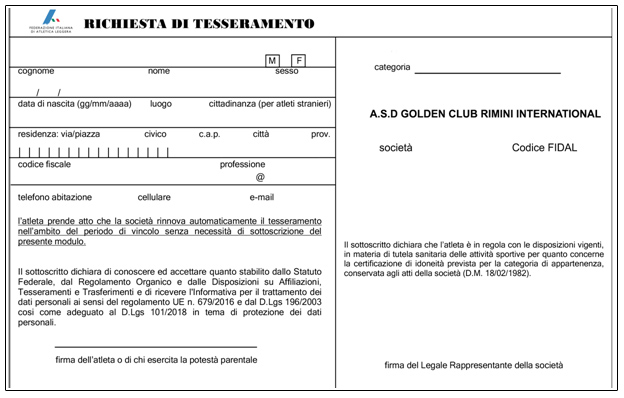 FEDERAZIONE ITALIANA
DI ATLETICA LEGGERA
RICHIESTA DI TESSERAMENTO
M F
cognome nome sesso
/ /
data di nascita (gg/mm/aaaa) luogo cittadinanza (per atleti stranieri)
residenza: via/piazza civico c.a.p. città prov.
codice fiscale professione
@
telefono abitazione cellulare e-mail
l'atleta prende atto che la società rinnova automaticamente il tesseramento
nell'ambito del periodo di vincolo senza necessità di sottoscrizione del
presente modulo.
Il sottoscritto dichiara di conoscere ed accettare quanto stabilito dallo Statuto
Federale, dal Regolamento Organico e dalle Disposizioni su Affiliazioni,
Tesseramenti e Trasferimenti e di ricevere l'Informativa per il trattamento dei
dati personali ai sensi del regolamento UE n. 679/2016 e dal D.Lgs 196/2003
cosi come adeguato al D.Lgs 101/2018 in tema di protezione dei dati
personali.
firma dell'atleta o di chi esercita la potestà parentale
categoria
A.S.D GOLDEN CLUB RIMINI INTERNATIONAL
società Codice FIDAL
Il sottoscritto dichiara che l'atleta è in regola con le disposizioni vigenti,
in materia di tutela sanitaria delle attività sportive per quanto concerne
la certificazione di idoneità prevista per la categoria di appartenenza,
conservata agli atti della società (D.M. 18/02/1982).
firma del Legale Rappresentante della società